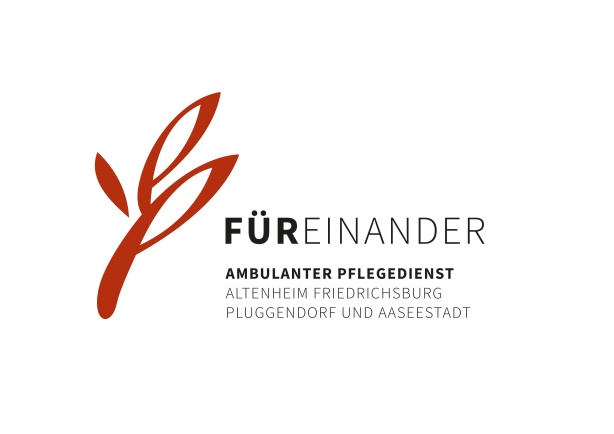 FÜREINANDER
AMBULANTER PFLEGEDIENST
ALTENHEIM FRIEDRICHSBURG
PLUGGENDORF UND AASEESTADT